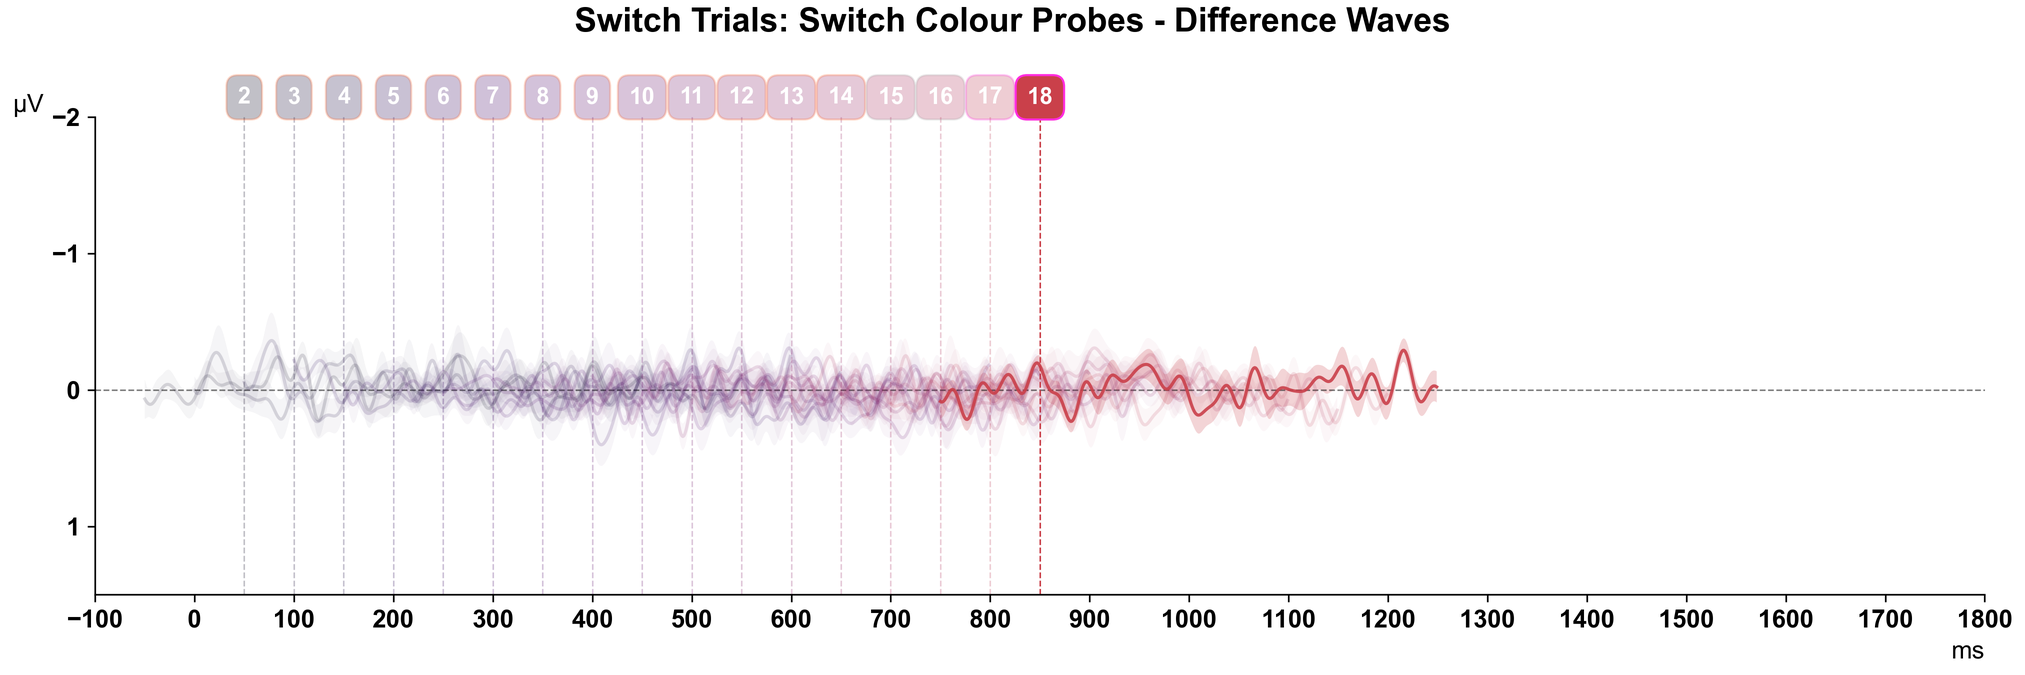 Switch Trials: Switch Colour Probes - Difference Waves
2 3 4 5 6 7 8 9 10 11 12 13 14 15 16 17 18
µV
−2
−1
0
1
−100 0 100 200 300 400 500 600 700 800 900 1000 1100 1200 1300 1400 1500 1600 1700 1800
ms